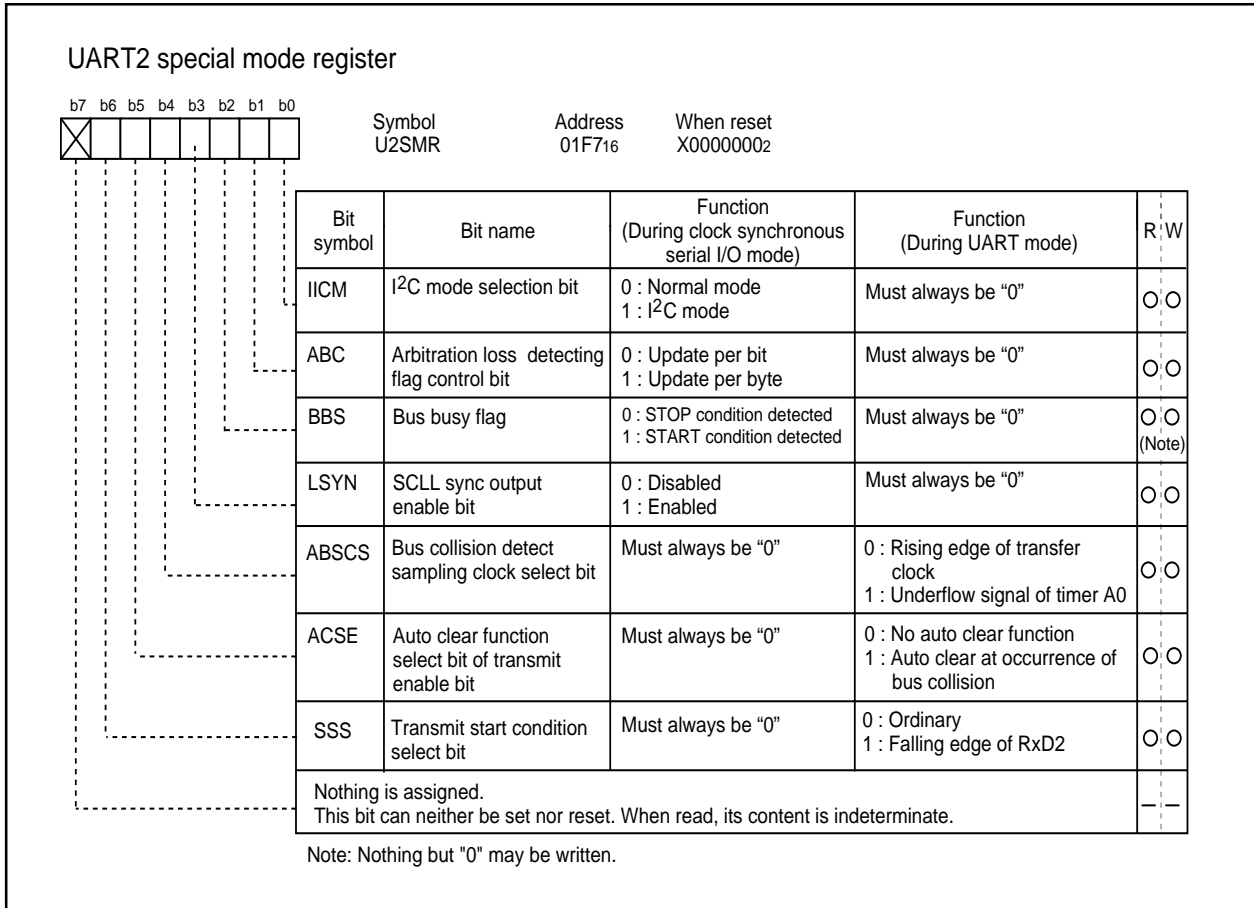 UART2 special mode register
b7 b6 b5 b4 b3 b2 b1 b0
Symbol Address When reset
U2SMR 01F716 X00000002
Bit symbol Bit name Function (During clock synchronous serial I/O mode) Function (During UART mode) R W
IICM I2C mode selection bit 0 : Normal mode Must always be “0”
1 : I2C mode
ABC Arbitration loss detecting 0 : Update per bit Must always be “0”
flag control bit 1 : Update per byte
BBS Bus busy flag 0 : STOP condition detected Must always be “0”
1 : START condition detected (Note)
LSYN SCLL sync output 0 : Disabled Must always be “0”
enable bit 1 : Enabled
ABSCS Bus collision detect Must always be “0” 0 : Rising edge of transfer
sampling clock select bit clock
1 : Underflow signal of timer A0
ACSE Auto clear function Must always be “0” 0 : No auto clear function
select bit of transmit 1 : Auto clear at occurrence of
enable bit bus collision
SSS Transmit start condition Must always be “0” 0 : Ordinary
select bit 1 : Falling edge of RxD2
Nothing is assigned.
This bit can neither be set nor reset. When read, its content is indeterminate. – –
Note: Nothing but "0" may be written.